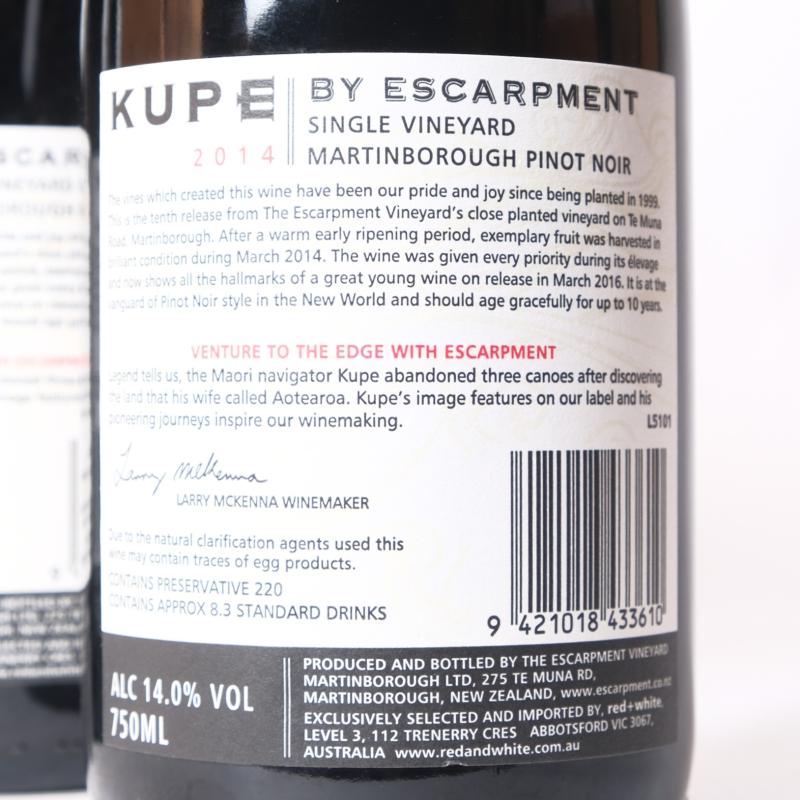 KUPE
2014
BY ESCARPMENT
SINGLE VINEYARD
MARTINBOROUGH PINOT NOIR
The vines which created this wine have been our pride and joy since being planted in 1999.
This is the tenth release from The Escarpment Vineyard's close planted vineyard on Te Muna
Road, Martinborough. After a warm early ripening period, exemplary fruit was harvested in
brilliant condition during March 2014. The wine was given every priority during its élevage
and now shows all the hallmarks of a great young wine on release in March 2016. It is at the
vanguard of Pinot Noir style in the New World and should age gracefully for up to 10 years.
VENTURE TO THE EDGE WITH ESCARPMENT
Legend tells us, the Maori navigator Kupe abandoned three canoes after discovering
the land that his wife called Aotearoa. Kupe's image features on our label and his
pioneering journeys inspire our winemaking.
L5101
Larry McKenna
LARRY MCKENNA WINEMAKER
Due to the natural clarification agents used this
wine may contain traces of egg products.
CONTAINS PRESERVATIVE 220
CONTAINS APPROX 8.3 STANDARD DRINKS
9 421018 433610
ALC 14.0% VOL
750ML
PRODUCED AND BOTTLED BY THE ESCARPMENT VINEYARD
MARTINBOROUGH LTD, 275 TE MUNA RD,
MARTINBOROUGH, NEW ZEALAND, www.escarpment.co.nz
EXCLUSIVELY SELECTED AND IMPORTED BY, red+white,
LEVEL 3, 112 TRENERRY CRES ABBOTSFORD VIC 3067,
AUSTRALIA www.redandwhite.com.au